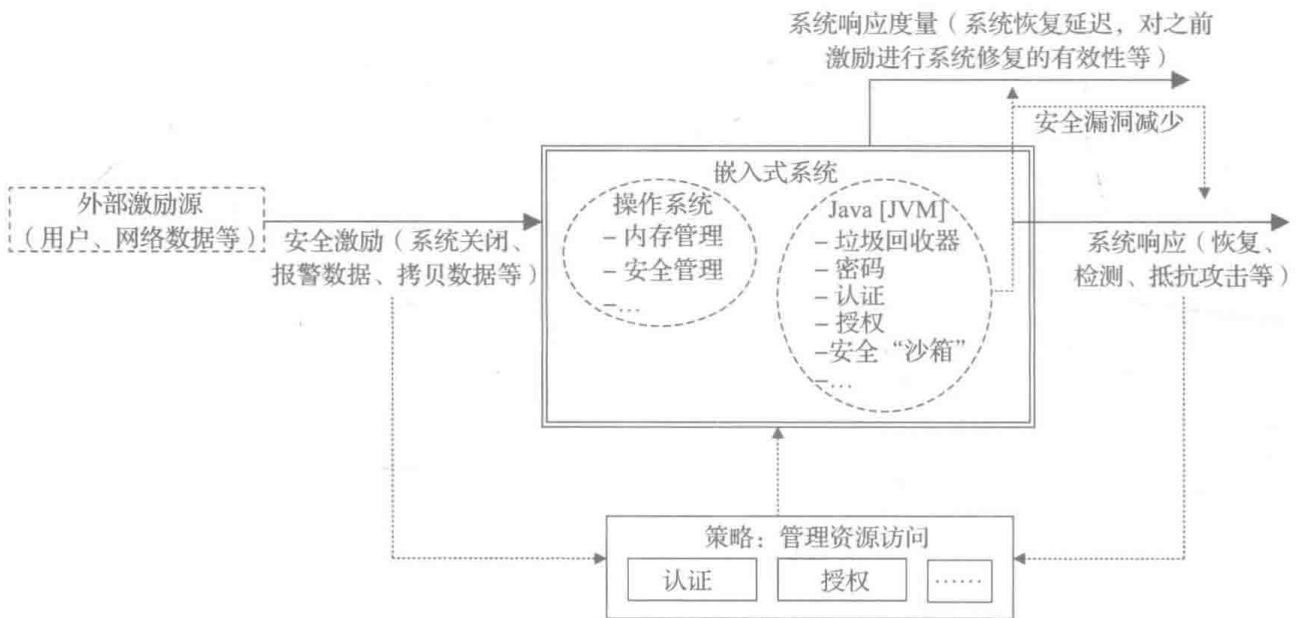 系统响应度量（系统恢复延迟，对之前
激励进行系统修复的有效性等）
安全漏洞减少
嵌入式系统
外部激励源
（用户、网络数据等）
安全激励（系统关闭、
报警数据、拷贝数据等）
操作系统
– 内存管理
– 安全管理
–…
Java [JVM]
– 垃圾回收器
– 密码
– 认证
– 授权
–安全“沙箱”
–…
系统响应（恢复、
检测、抵抗攻击等）
策略：管理资源访问
认证
授权
……